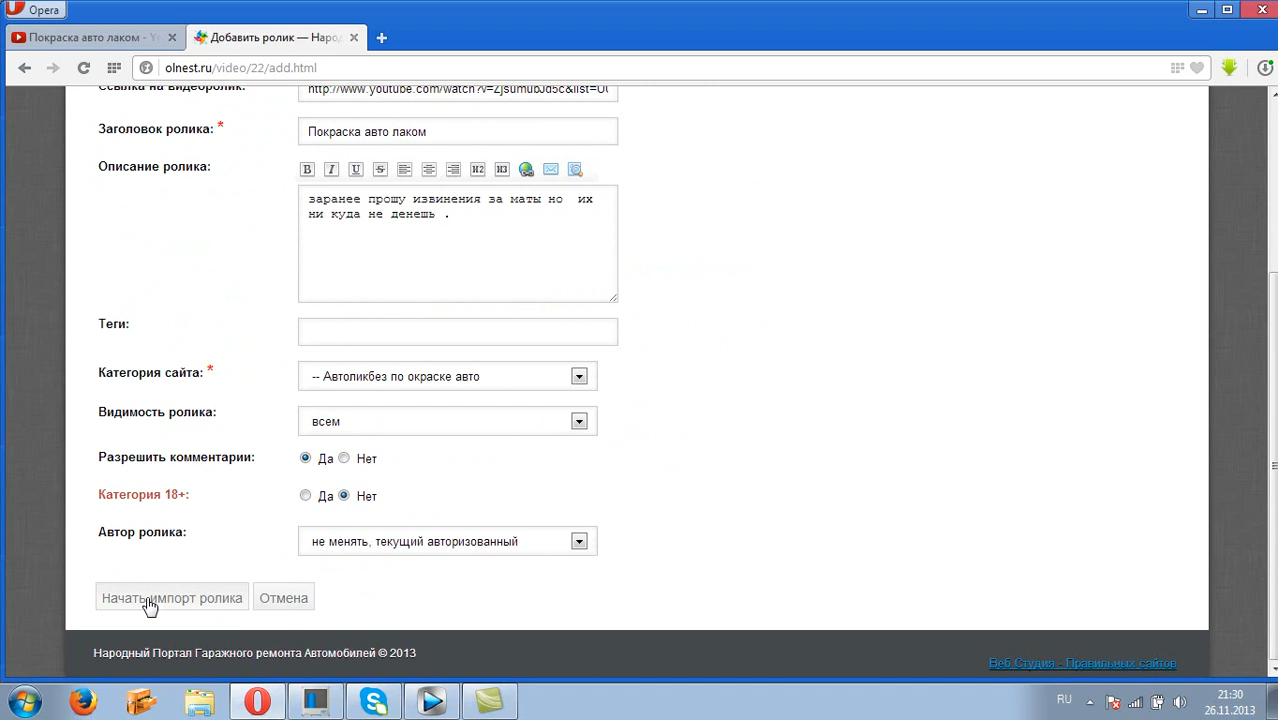 Opera
Покраска авто лаком - Yo
Добавить ролик — Народ
olnest.ru/video/22/add.html
Ссылка на видеоролик:
Заголовок ролика: *
Покраска авто лаком
Описание ролика:
B I U S H2 H3
заранее прошу извинения за маты но их
ни куда не денешь .
Теги:
Категория сайта: *
-- Автоликбез по окраске авто
Видимость ролика:
всем
Разрешить комментарии:
Да Нет
Категория 18+:
Да Нет
Автор ролика:
не менять, текущий авторизованный
Начать импорт ролика Отмена
Народный Портал Гаражного ремонта Автомобилей © 2013
Веб Студия - Правильных сайтов
RU
21:30
26.11.2013